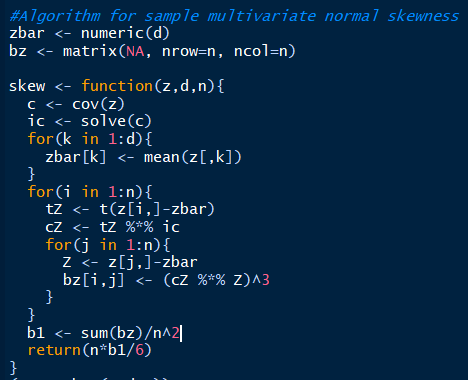 #Algorithm for sample multivariate normal skewness
zbar <- numeric(d)
bz <- matrix(NA, nrow=n, ncol=n)

skew <- function(z,d,n){
  c <- cov(z)
  ic <- solve(c)
  for(k in 1:d){
    zbar[k] <- mean(z[,k])
  }
  for(i in 1:n){
    tZ <- t(z[i,]-zbar)
    cZ <- tZ %*% ic
    for(j in 1:n){
      Z <- z[j,]-zbar
      bz[i,j] <- (cZ %*% Z)^3
    }
  }
  b1 <- sum(bz)/n^2
  return(n*b1/6)
}